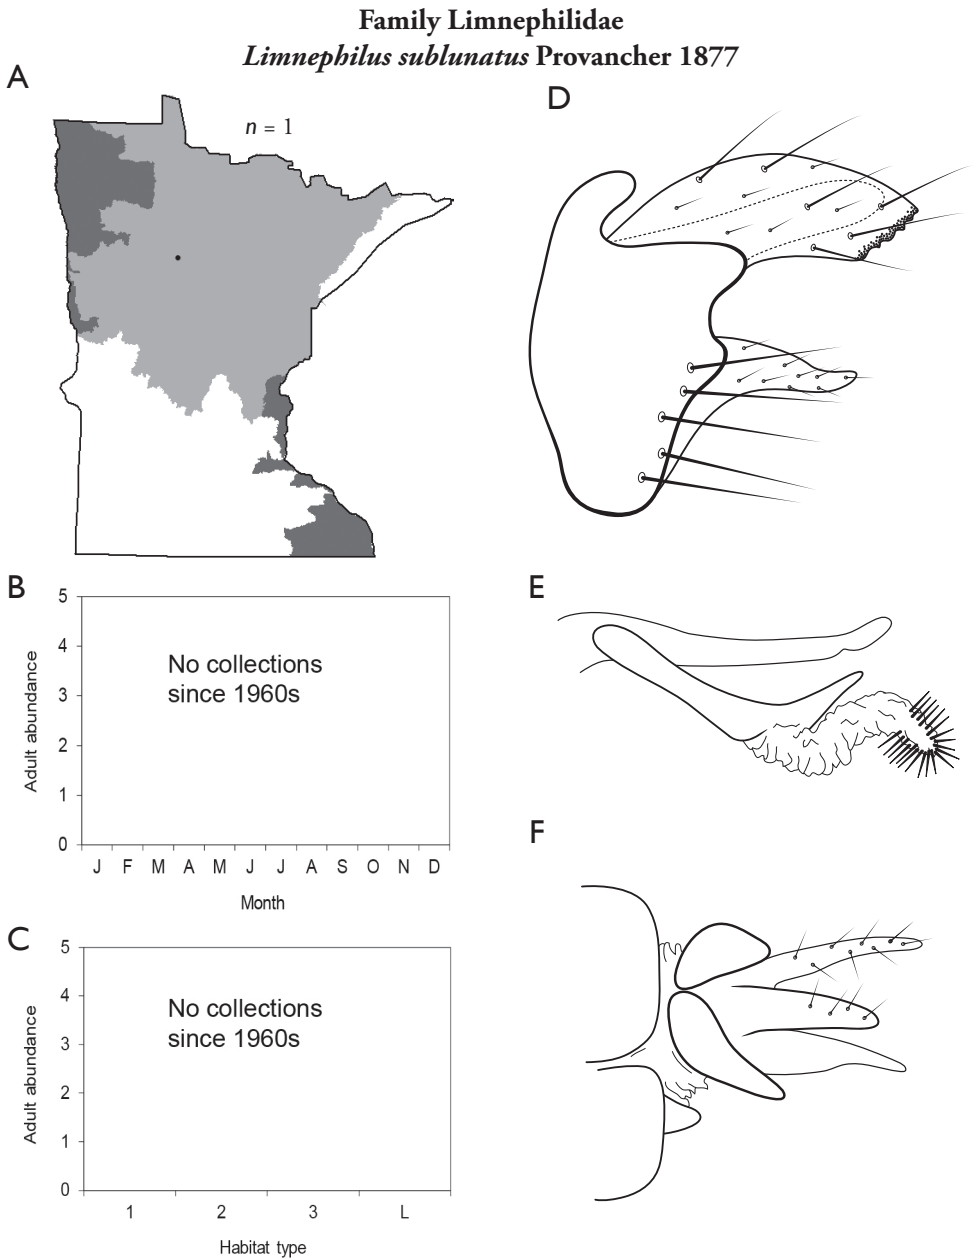 Family Limnephilidae
Limnephilus sublunatus Provancher 1877
A
n = 1
D
B
5
4
3
2
1
0
Adult abundance
No collections
since 1960s
J F M A M J J A S O N D
Month
E
C
5
4
3
2
1
0
Adult abundance
No collections
since 1960s
1 2 3 L
Habitat type
F